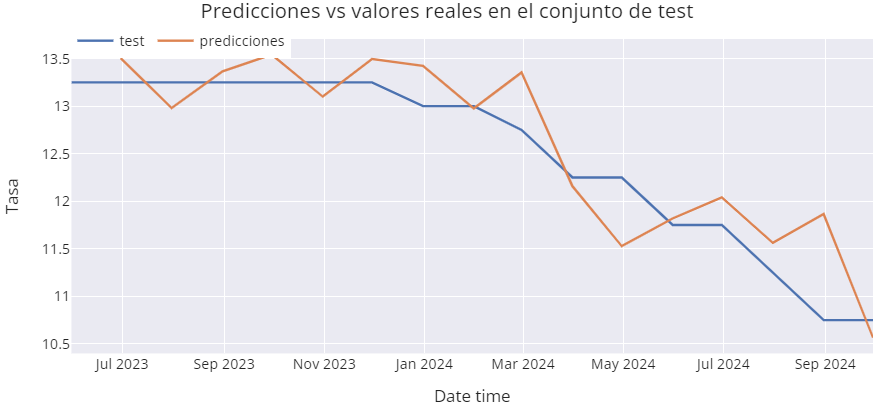 Predicciones vs valores reales en el conjunto de test
test predicciones
13.5
13
12.5
12
11.5
11
10.5
Tasa
Jul 2023 Sep 2023 Nov 2023 Jan 2024 Mar 2024 May 2024 Jul 2024 Sep 2024
Date time